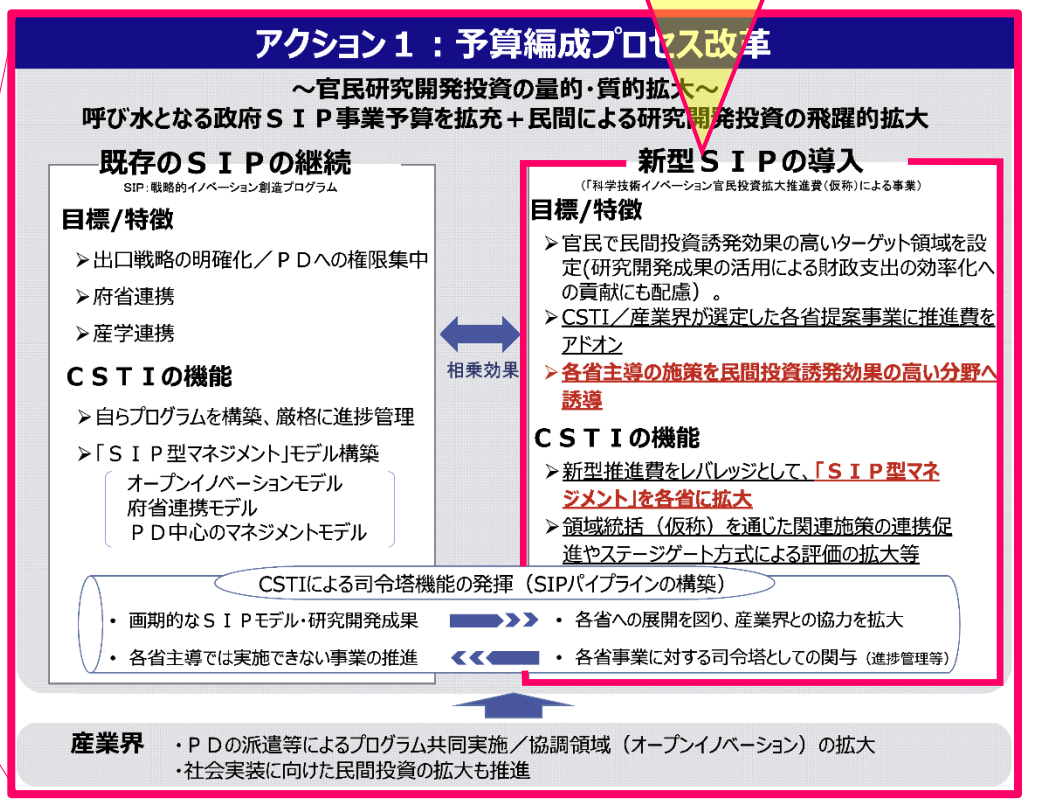 アクション1：予算編成プロセス改革
～官民研究開発投資の量的・質的拡大～
呼び水となる政府ＳＩＰ事業予算を拡充＋民間による研究開発投資の飛躍的拡大
既存のＳＩＰの継続
SIP：戦略的イノベーション創造プログラム
目標/特徴
➢出口戦略の明確化／ＰＤへの権限集中
➢府省連携
➢産学連携
ＣＳＴＩの機能
➢自らプログラムを構築、厳格に進捗管理
➢「ＳＩＰ型マネジメント」モデル構築
オープンイノベーションモデル
府省連携モデル
ＰＤ中心のマネジメントモデル
相乗効果
新型ＳＩＰの導入
（「科学技術イノベーション官民投資拡大推進費（仮称）による事業）
目標/特徴
➢官民で民間投資誘発効果の高いターゲット領域を設
定(研究開発成果の活用による財政支出の効率化へ
の貢献にも配慮）。
➢CSTI／産業界が選定した各省提案事業に推進費を
アドオン
➢各省主導の施策を民間投資誘発効果の高い分野へ
誘導
ＣＳＴＩの機能
➢新型推進費をレバレッジとして、「ＳＩＰ型マネ
ジメント」を各省に拡大
➢領域統括（仮称）を通じた関連施策の連携促
進やステージゲート方式による評価の拡大等
CSTIによる司令塔機能の発揮（SIPパイプラインの構築）
• 画期的なＳＩＰモデル・研究開発成果
• 各省への展開を図り、産業界との協力を拡大
• 各省主導では実施できない事業の推進
• 各省事業に対する司令塔としての関与（進捗管理等）
産業界
・ＰＤの派遣等によるプログラム共同実施／協調領域（オープンイノベーション）の拡大
・社会実装に向けた民間投資の拡大も推進